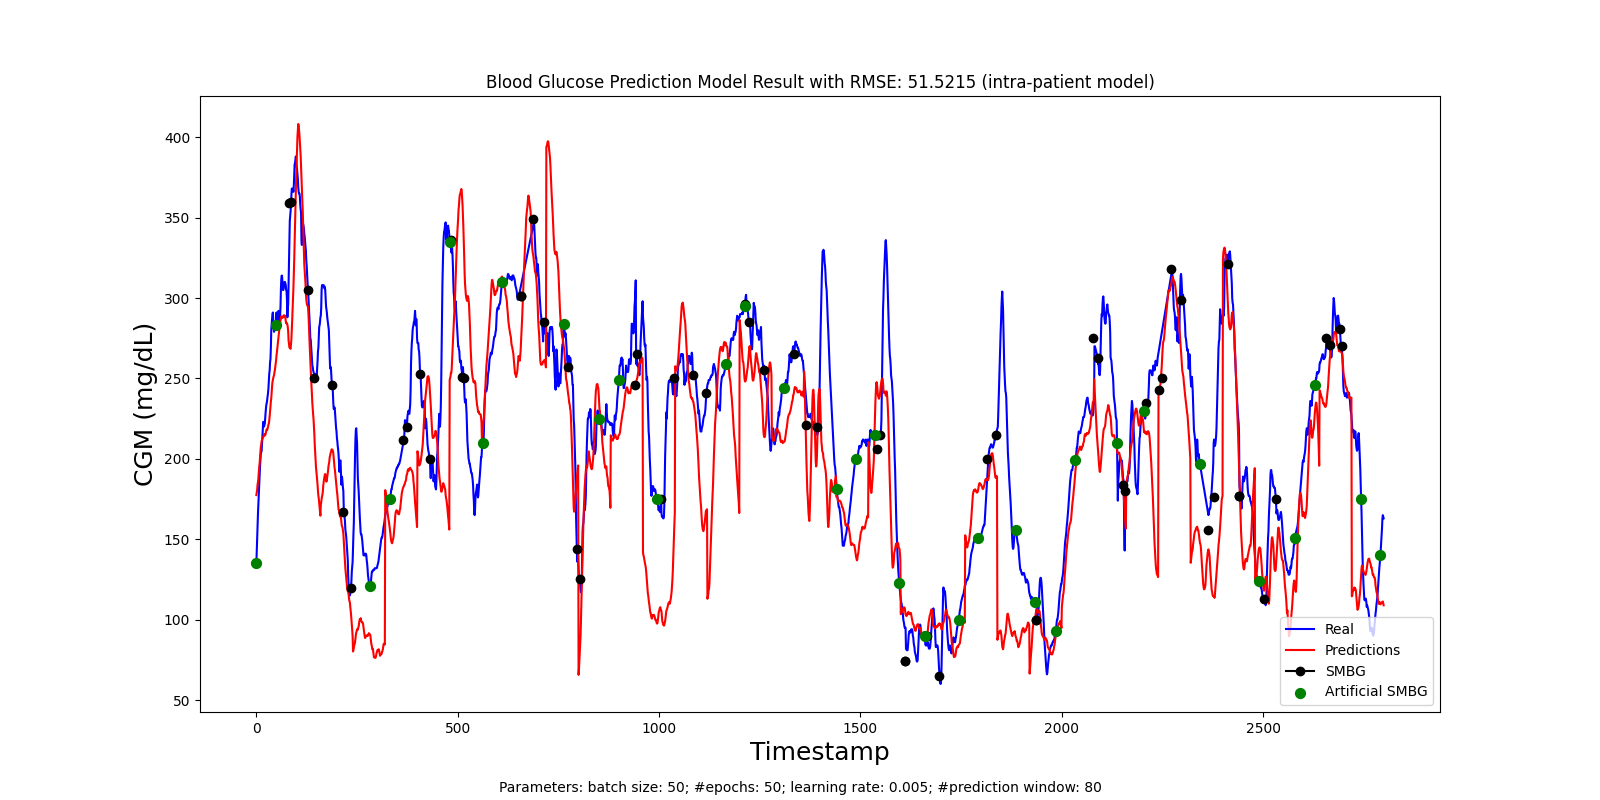 Blood Glucose Prediction Model Result with RMSE: 51.5215 (intra-patient model)
CGM (mg/dL)
400
350
300
250
200
150
100
50
0
500
1000
1500
2000
2500
Real
Predictions
SMBG
Artificial SMBG
Timestamp
Parameters: batch size: 50; #epochs: 50; learning rate: 0.005; #prediction window: 80